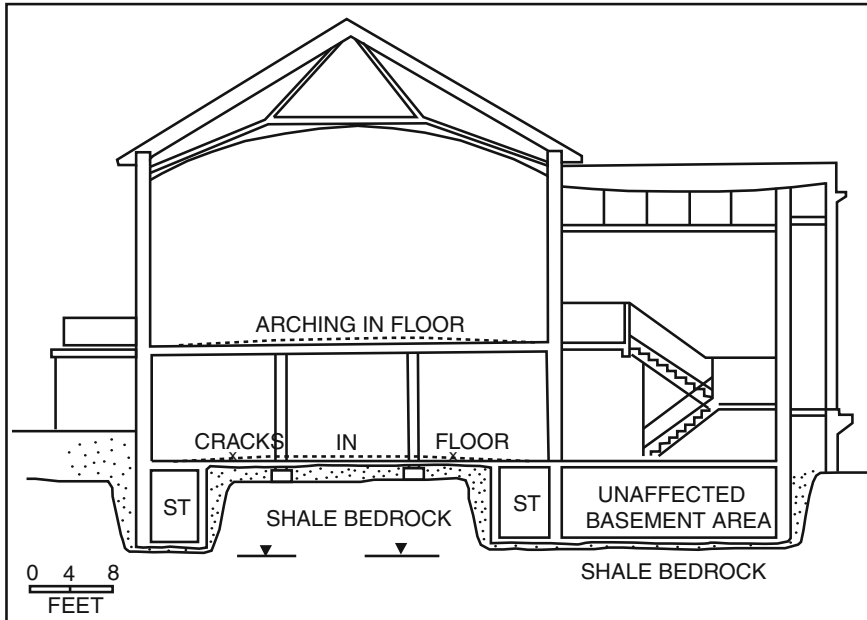 ARCHING IN FLOOR
CRACKS IN FLOOR
ST
ST
UNAFFECTED
BASEMENT AREA
SHALE BEDROCK
SHALE BEDROCK
0 4 8
FEET